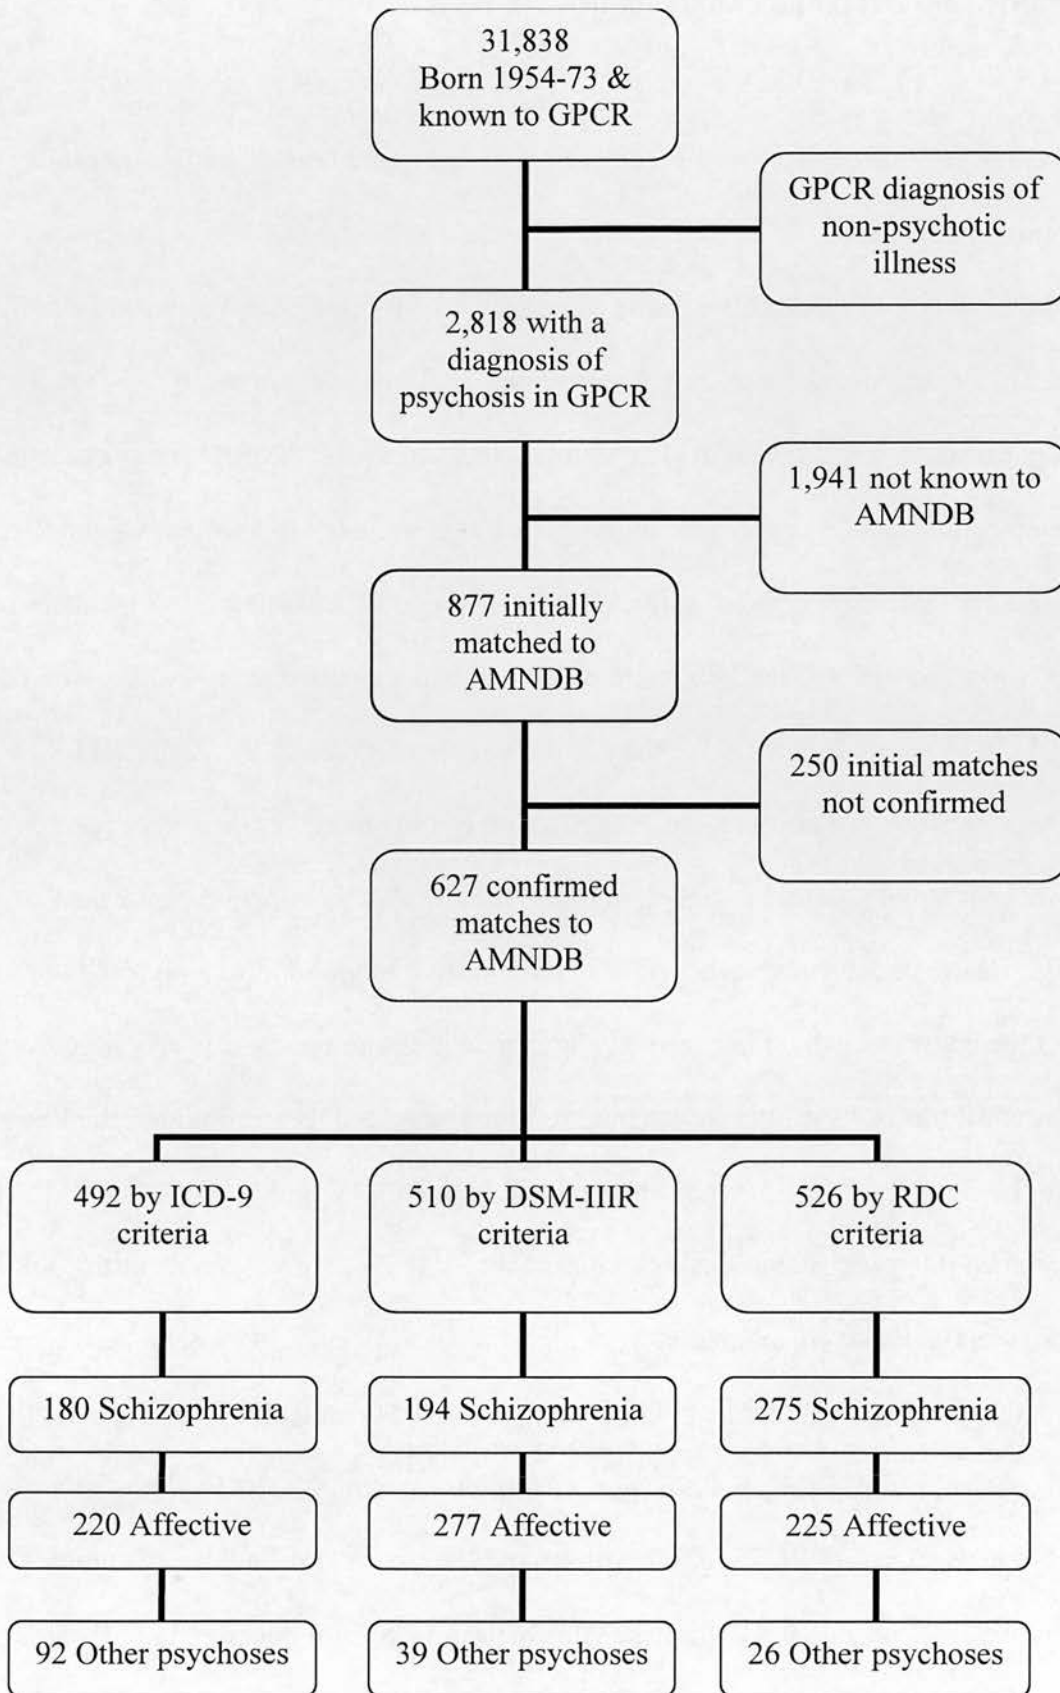 31,838
Born 1954-73 &
known to GPCR
GPCR diagnosis of
non-psychotic
illness
2,818 with a
diagnosis of
psychosis in GPCR
1,941 not known to
AMNDB
877 initially
matched to
AMNDB
250 initial matches
not confirmed
627 confirmed
matches to
AMNDB
492 by ICD-9
criteria
510 by DSM-IIIR
criteria
526 by RDC
criteria
180 Schizophrenia
194 Schizophrenia
275 Schizophrenia
220 Affective
277 Affective
225 Affective
92 Other psychoses
39 Other psychoses
26 Other psychoses